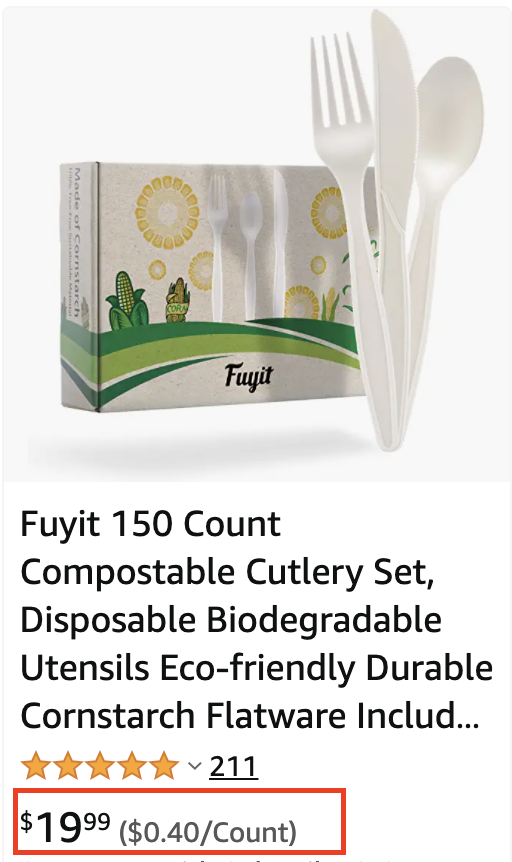 Made of Cornstarch
CORN
Fuyit
Fuyit 150 Count
Compostable Cutlery Set,
Disposable Biodegradable
Utensils Eco-friendly Durable
Cornstarch Flatware Includ...
211
$19.99 ($0.40/Count)